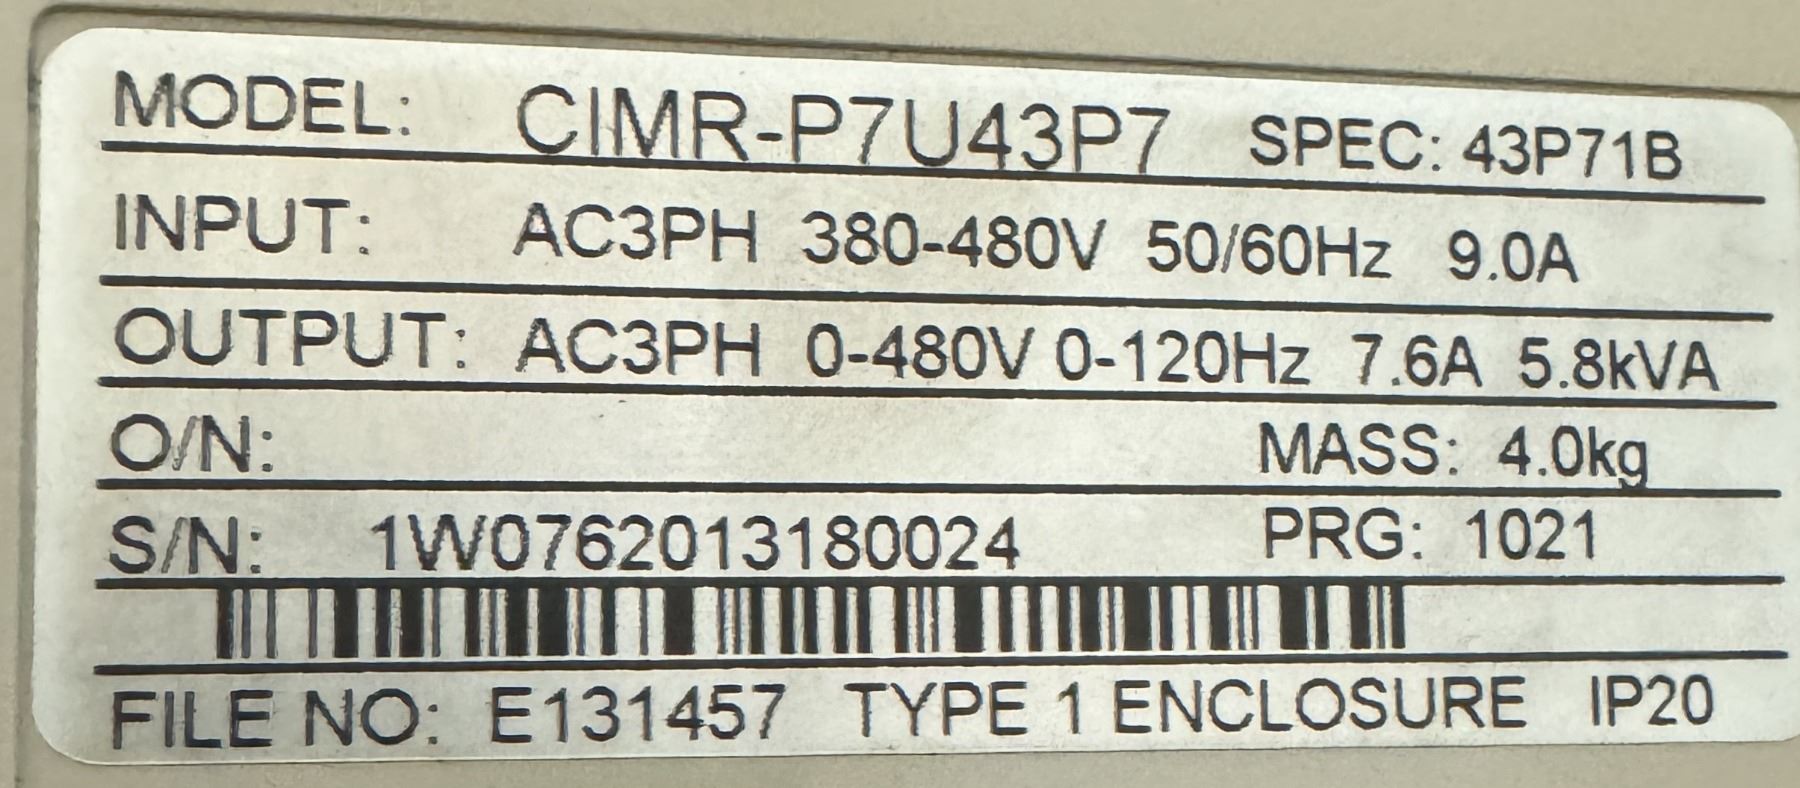 MODEL: CIMR-P7U43P7 SPEC: 43P71B
INPUT: AC3PH 380-480V 50/60Hz 9.0A
OUTPUT: AC3PH 0-480V 0-120Hz 7.6A 5.8kVA
O/N: MASS: 4.0kg
S/N: 1W0762013180024 PRG: 1021
FILE NO: E131457 TYPE 1 ENCLOSURE IP20